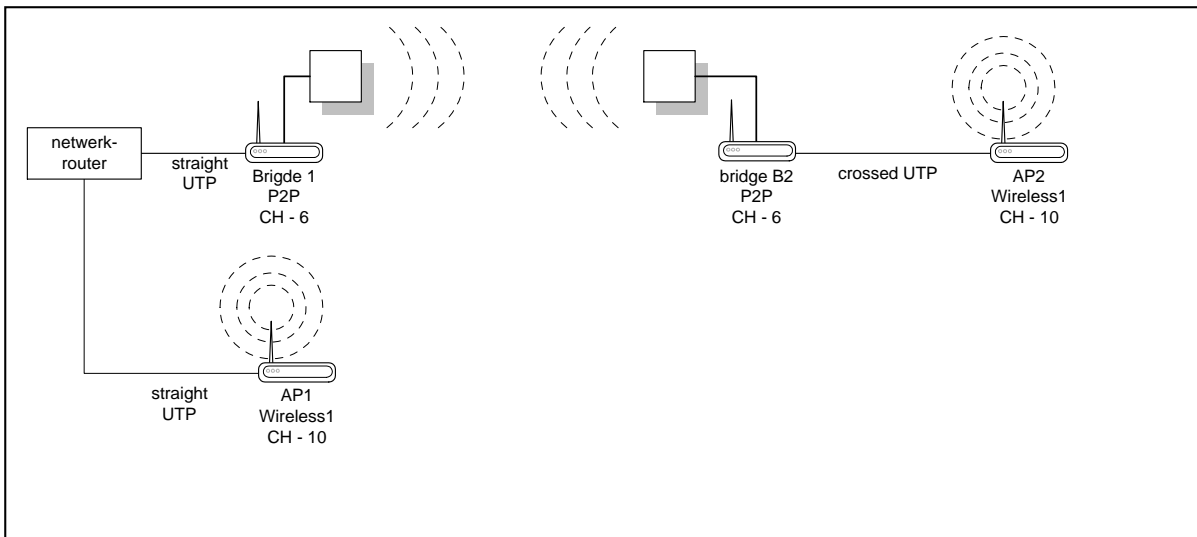 netwerk-
router
straight
UTP
Brigde 1
P2P
CH - 6
bridge B2
P2P
CH - 6
crossed UTP
AP2
Wireless1
CH - 10
straight
UTP
AP1
Wireless1
CH - 10